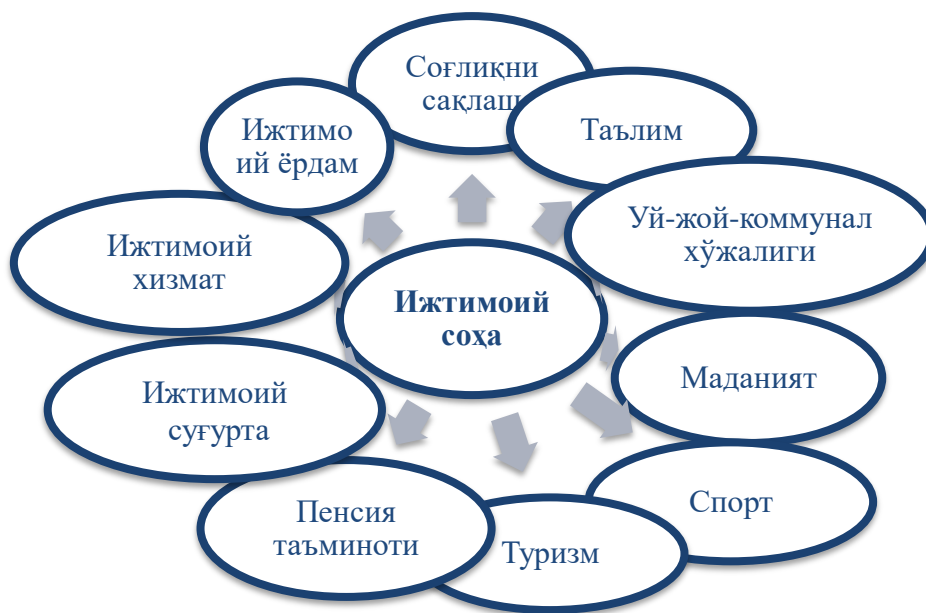 Соғлиқни
сақлаш
Таълим
Уй-жой-коммунал
хўжалиги
Маданият
Спорт
Туризм
Пенсия
таъминоти
Ижтимоий
суғурта
Ижтимоий
хизмат
Ижтимо
ий ёрдам
Ижтимоий
соҳа